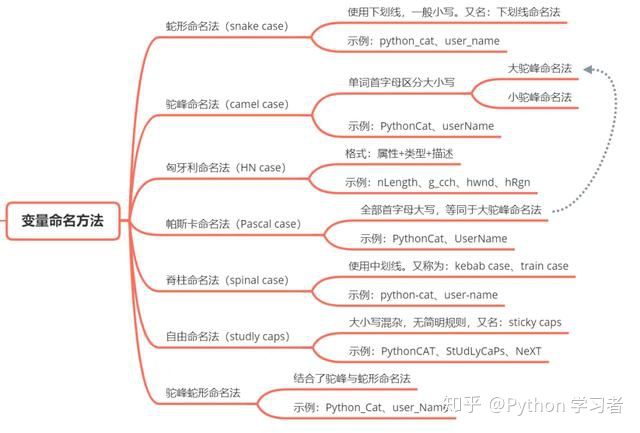 变量命名方法
蛇形命名法（snake case）
使用下划线，一般小写。又名：下划线命名法
示例：python_cat、user_name
驼峰命名法（camel case）
单词首字母区分大小写
大驼峰命名法
小驼峰命名法
示例：PythonCat、userName
匈牙利命名法（HN case）
格式：属性+类型+描述
示例：nLength、g_cch、hwnd、hRgn
帕斯卡命名法（Pascal case）
全部首字母大写，等同于大驼峰命名法
示例：PythonCat、UserName
脊柱命名法（spinal case）
使用中划线。又称为：kebab case、train case
示例：python-cat、user-name
自由命名法（studly caps）
大小写混杂，无简明规则，又名：sticky caps
示例：PythonCAT、StUdLyCaPs、NeXT
驼峰蛇形命名法
结合了驼峰与蛇形命名法
示例：Python_Cat、user_Name
知乎 @Python 学习者